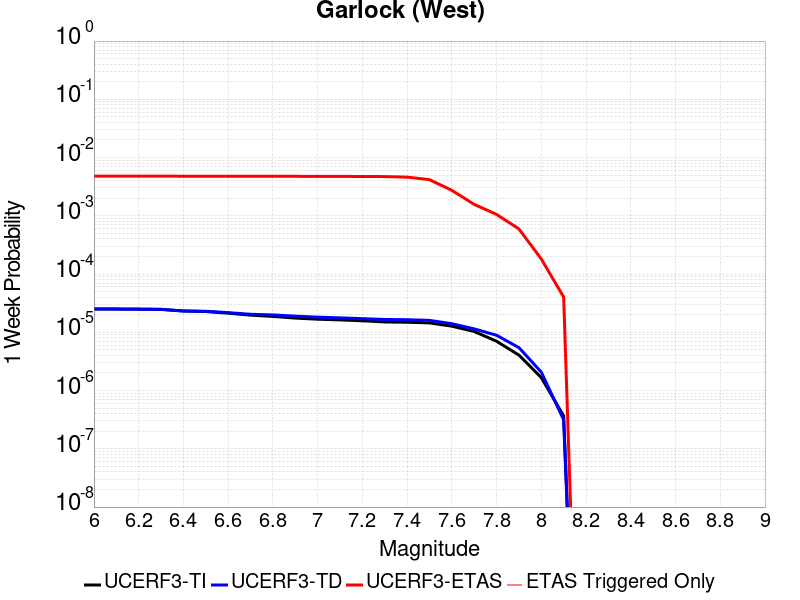 Garlock (West)
10^0
10^-1
10^-2
10^-3
10^-4
10^-5
10^-6
10^-7
10^-8
1 Week Probability
6 6.2 6.4 6.6 6.8 7 7.2 7.4 7.6 7.8 8 8.2 8.4 8.6 8.8 9
Magnitude
UCERF3-TI UCERF3-TD UCERF3-ETAS ETAS Triggered Only